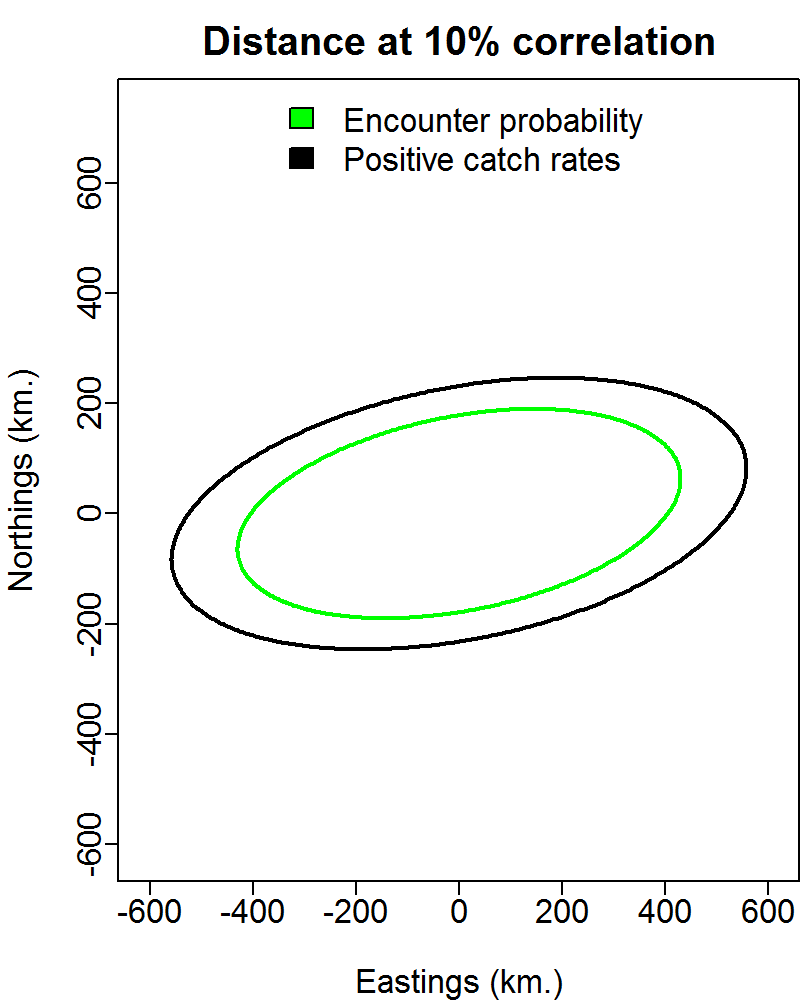 Distance at 10% correlation
Encounter probability
Positive catch rates
Northings (km.)
600
400
200
0
-200
-400
-600
-600 -400 -200 0 200 400 600
Eastings (km.)